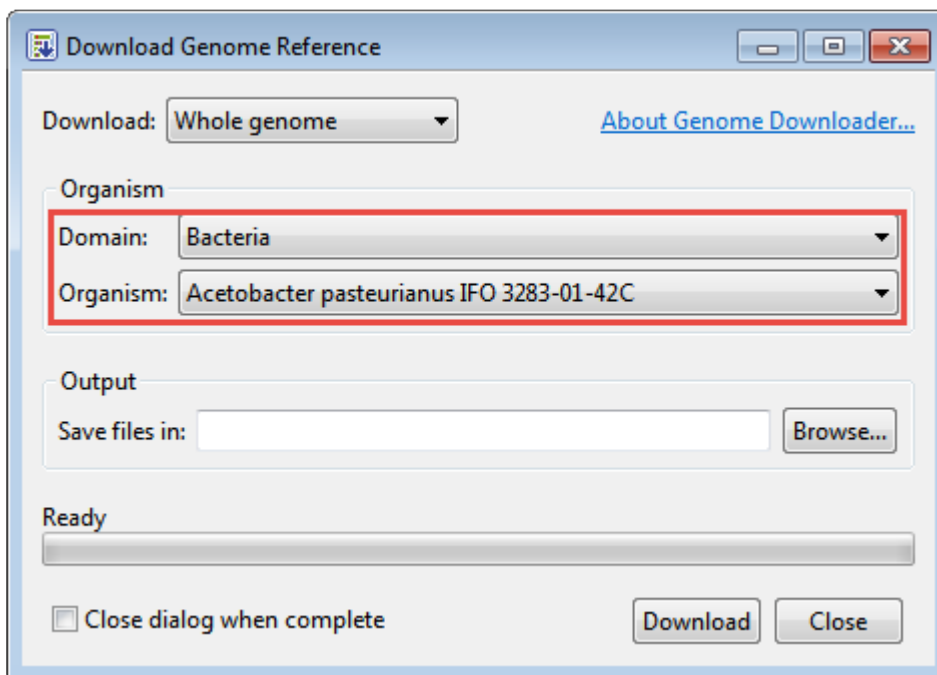 Download Genome Reference
Download: Whole genome About Genome Downloader...
Organism
Domain: Bacteria
Organism: Acetobacter pasteurianus IFO 3283-01-42C
Output
Save files in: Browse...
Ready
Close dialog when complete Download Close